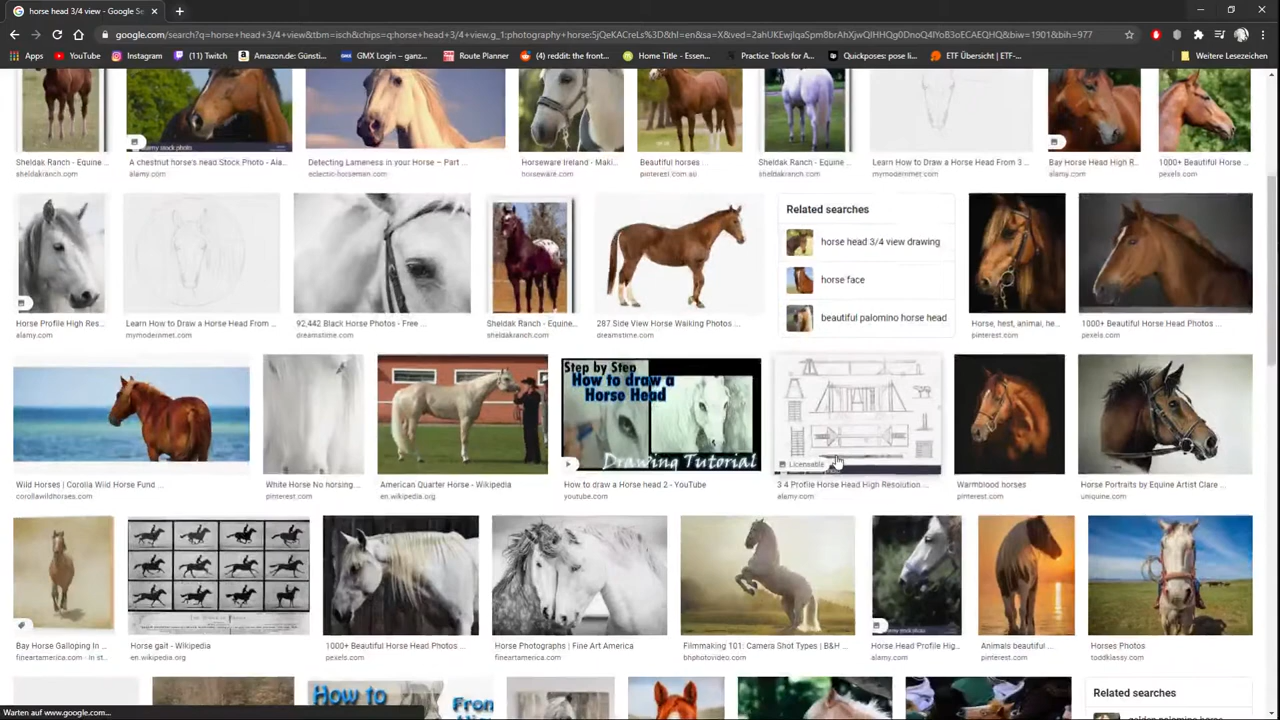 horse head 3/4 view - Google Se
google.com/search?q=horse+head+3/4+view&tbm=isch&chips=q:horse+head+3/4+view,g_1:photography+horse:5jQeKACreLs%3D&hl=en&sa=X&ved=2ahUKEwjlqaSpm8brAhXjwQIHHQg0DnoQ4lYoB3oECAEQHQ&biw=1901&bih=977
Apps YouTube Instagram (11) Twitch Amazon.de: Günsti... GMX Login – ganz... Route Planner (4) reddit: the front... Home Title - Essen... Practice Tools for A... Quickposes: pose li... ETF Übersicht | ETF-... Weitere Lesezeichen
alamy stock photo
Sheldak Ranch - Equine ... A chestnut horse's head Stock Photo - Ala... Detecting Lameness in your Horse – Part ... Horseware Ireland - Maki... Beautiful horses ... Sheldak Ranch - Equine ... Learn How to Draw a Horse Head From 3 ... Bay Horse Head High R... 1000+ Beautiful Horse ...
sheldakranch.com alamy.com eclectic-horseman.com horseware.com pinterest.com.au sheldakranch.com mymodernmet.com alamy.com pexels.com
Related searches
horse head 3/4 view drawing
horse face
beautiful palomino horse head
Horse Profile High Res... Learn How to Draw a Horse Head From ... 92,442 Black Horse Photos - Free ... Sheldak Ranch - Equine... 287 Side View Horse Walking Photos ... Horse, hest, animal, he... 1000+ Beautiful Horse Head Photos ...
alamy.com mymodernmet.com dreamstime.com sheldakranch.com dreamstime.com pinterest.com pexels.com
Step by Step
How to draw a
Horse Head
Drawing Tutorial
Licensable
Wild Horses | Corolla Wild Horse Fund ... White Horse No horsing... American Quarter Horse - Wikipedia How to draw a Horse head 2 - YouTube 3 4 Profile Horse Head High Resolution ... Warmblood horses Horse Portraits by Equine Artist Clare ...
corollawildhorses.com pinterest.com en.wikipedia.org youtube.com alamy.com pinterest.com uniquine.com
alamy stock photo
Bay Horse Galloping In ... Horse gait - Wikipedia 1000+ Beautiful Horse Head Photos ... Horse Photographs | Fine Art America Filmmaking 101: Camera Shot Types | B&H ... Horse Head Profile Hig... Animals beautiful ... Horses Photos
fineartamerica.com · In st... en.wikipedia.org pexels.com fineartamerica.com bhphotovideo.com alamy.com pinterest.com toddklassy.com
How to
From
Related searches
golden palomino horse
Warten auf www.google.com...